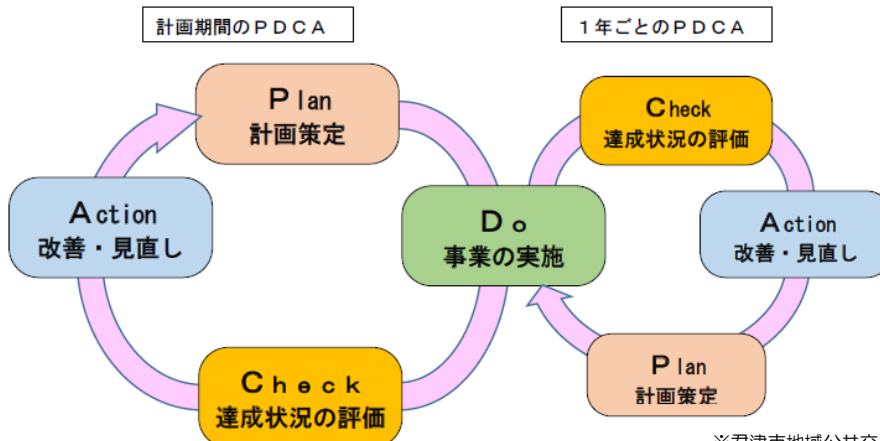 計画期間のPDCA
1年ごとのPDCA
Plan
計画策定
Check
達成状況の評価
Action
改善・見直し
Do
事業の実施
Action
改善・見直し
Plan
計画策定
Check
達成状況の評価